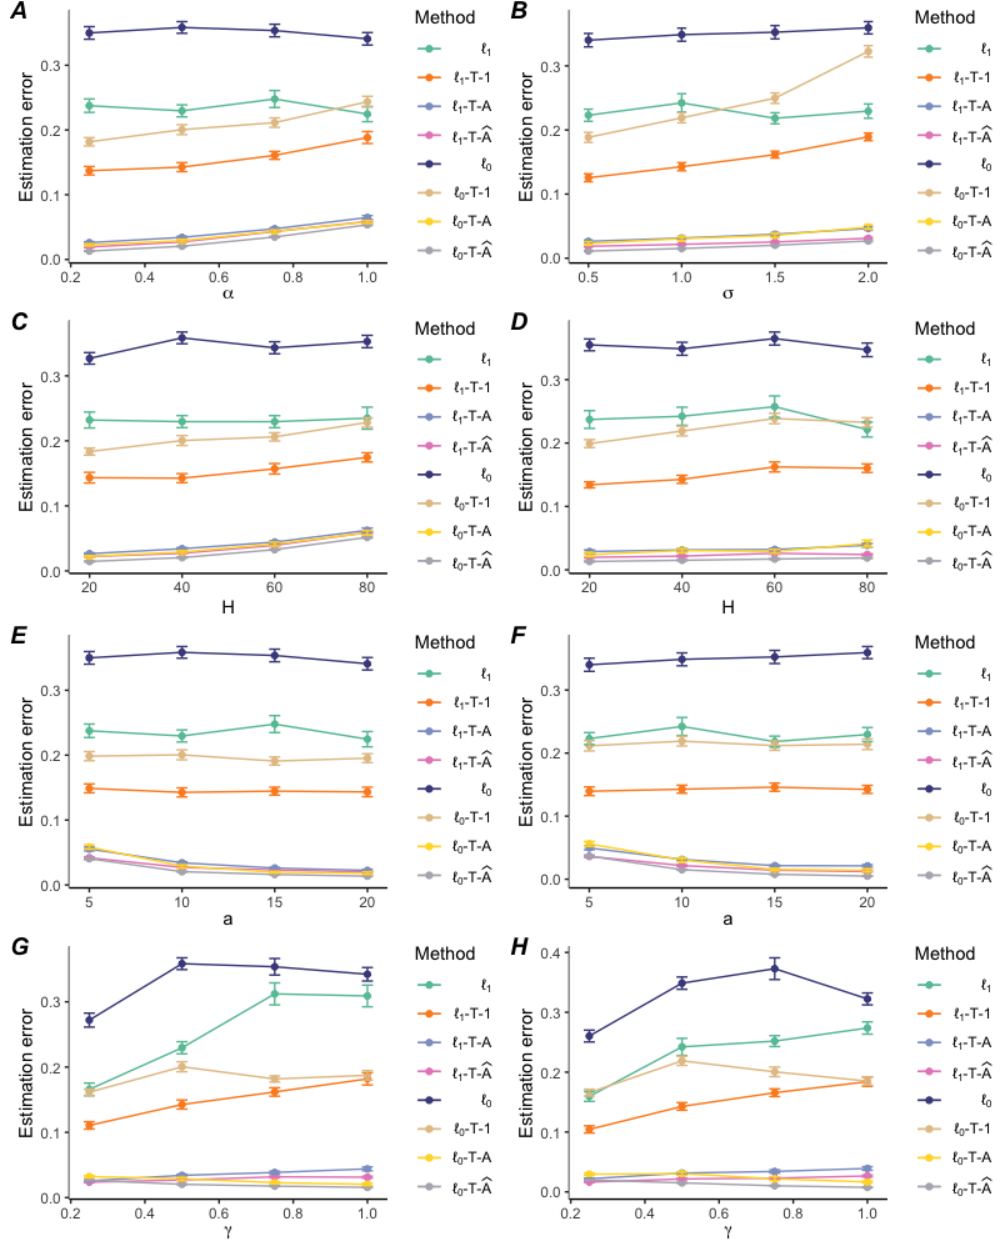 A
Estimation error
0.3
0.2
0.1
0.0
0.2 0.4 0.6 0.8 1.0
α
Method
ℓ₁
ℓ₁-T-1
ℓ₁-T-A
ℓ₁-T-Â
ℓ₀
ℓ₀-T-1
ℓ₀-T-A
ℓ₀-T-Â
B
Estimation error
0.3
0.2
0.1
0.0
0.5 1.0 1.5 2.0
σ
Method
ℓ₁
ℓ₁-T-1
ℓ₁-T-A
ℓ₁-T-Â
ℓ₀
ℓ₀-T-1
ℓ₀-T-A
ℓ₀-T-Â
C
Estimation error
0.3
0.2
0.1
0.0
20 40 60 80
H
Method
ℓ₁
ℓ₁-T-1
ℓ₁-T-A
ℓ₁-T-Â
ℓ₀
ℓ₀-T-1
ℓ₀-T-A
ℓ₀-T-Â
D
Estimation error
0.3
0.2
0.1
0.0
20 40 60 80
H
Method
ℓ₁
ℓ₁-T-1
ℓ₁-T-A
ℓ₁-T-Â
ℓ₀
ℓ₀-T-1
ℓ₀-T-A
ℓ₀-T-Â
E
Estimation error
0.3
0.2
0.1
0.0
5 10 15 20
a
Method
ℓ₁
ℓ₁-T-1
ℓ₁-T-A
ℓ₁-T-Â
ℓ₀
ℓ₀-T-1
ℓ₀-T-A
ℓ₀-T-Â
F
Estimation error
0.3
0.2
0.1
0.0
5 10 15 20
a
Method
ℓ₁
ℓ₁-T-1
ℓ₁-T-A
ℓ₁-T-Â
ℓ₀
ℓ₀-T-1
ℓ₀-T-A
ℓ₀-T-Â
G
Estimation error
0.3
0.2
0.1
0.0
0.2 0.4 0.6 0.8 1.0
γ
Method
ℓ₁
ℓ₁-T-1
ℓ₁-T-A
ℓ₁-T-Â
ℓ₀
ℓ₀-T-1
ℓ₀-T-A
ℓ₀-T-Â
H
Estimation error
0.4
0.3
0.2
0.1
0.0
0.2 0.4 0.6 0.8 1.0
γ
Method
ℓ₁
ℓ₁-T-1
ℓ₁-T-A
ℓ₁-T-Â
ℓ₀
ℓ₀-T-1
ℓ₀-T-A
ℓ₀-T-Â